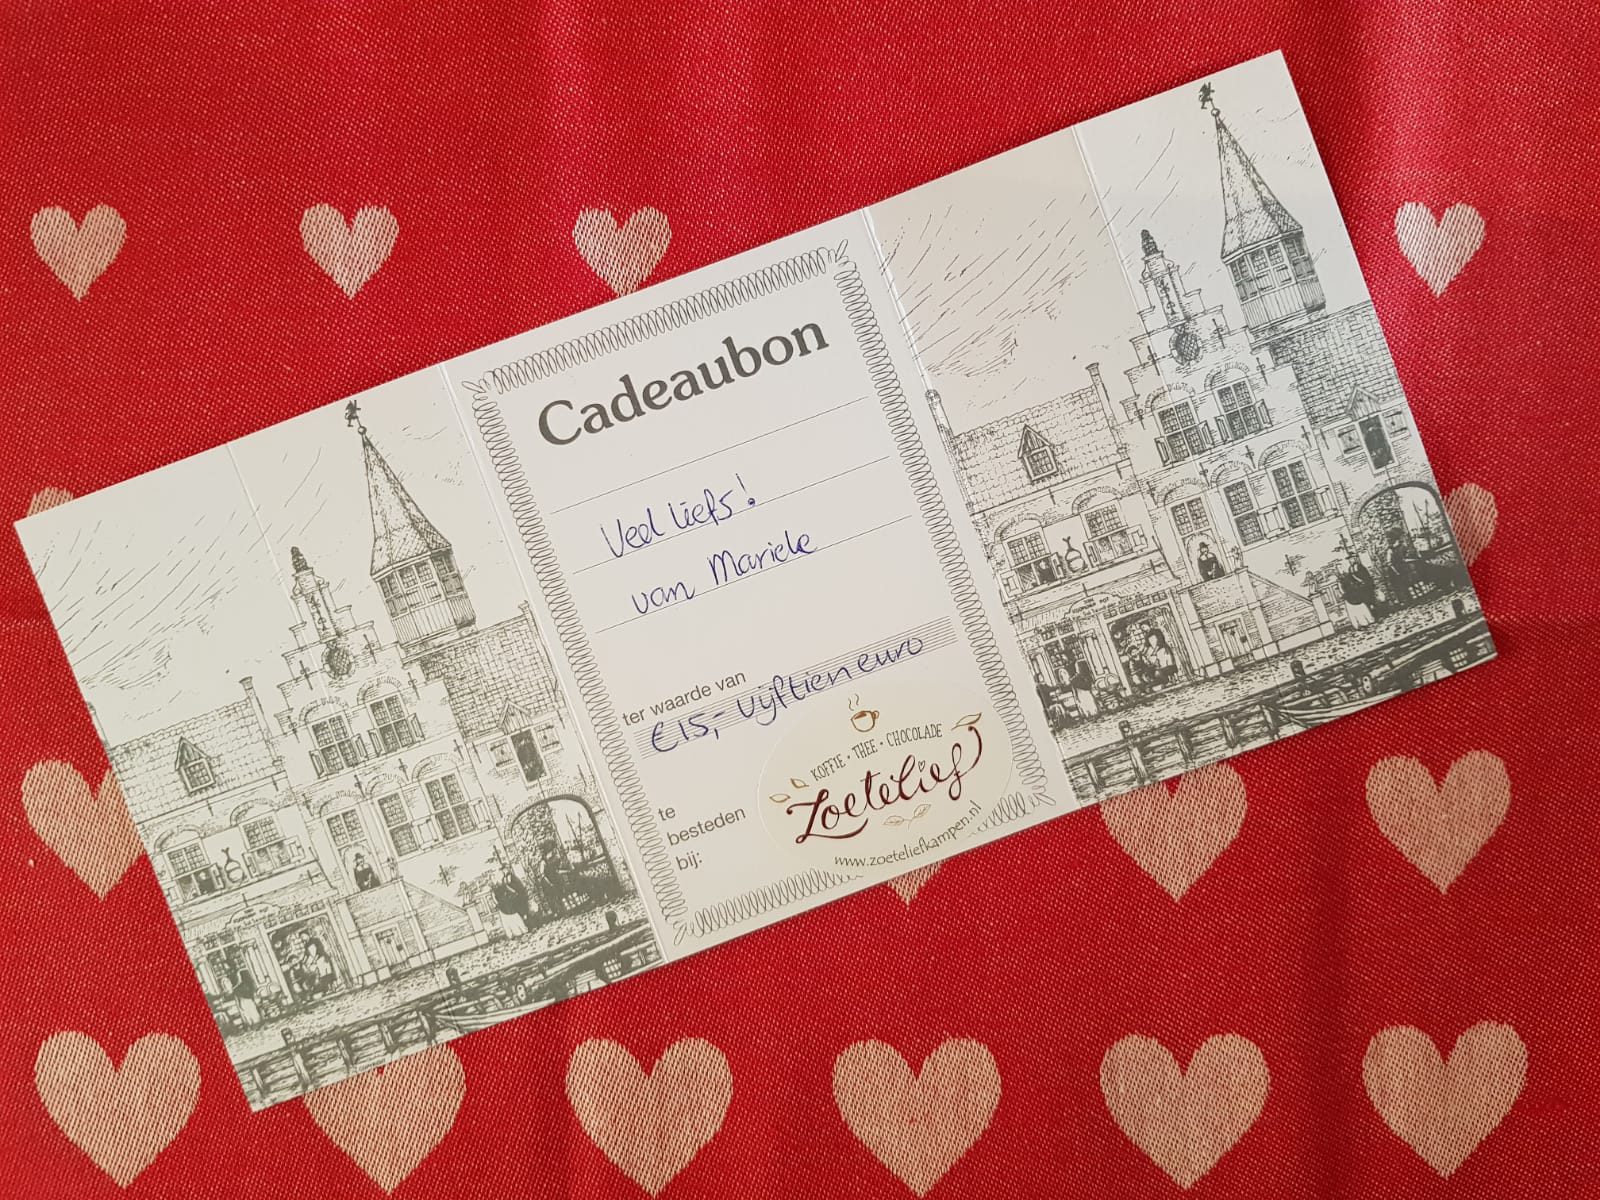 Cadeaubon
Veel liefs!
van Mariele
ter waarde van
€15,- vijftien euro
te
besteden
bij:
KOFFIE • THEE • CHOCOLADE
Zoetelief
www.zoeteliefkampen.nl